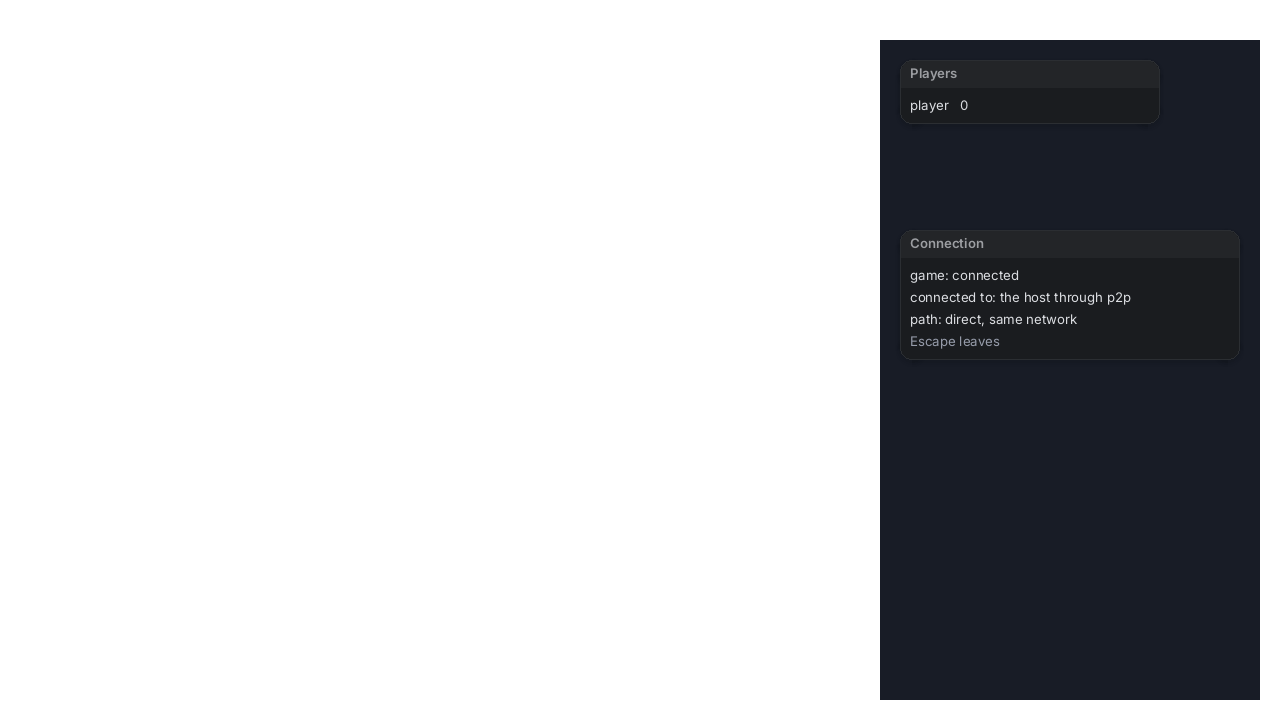 Players
player 0
Connection
game: connected
connected to: the host through p2p
path: direct, same network
Escape leaves